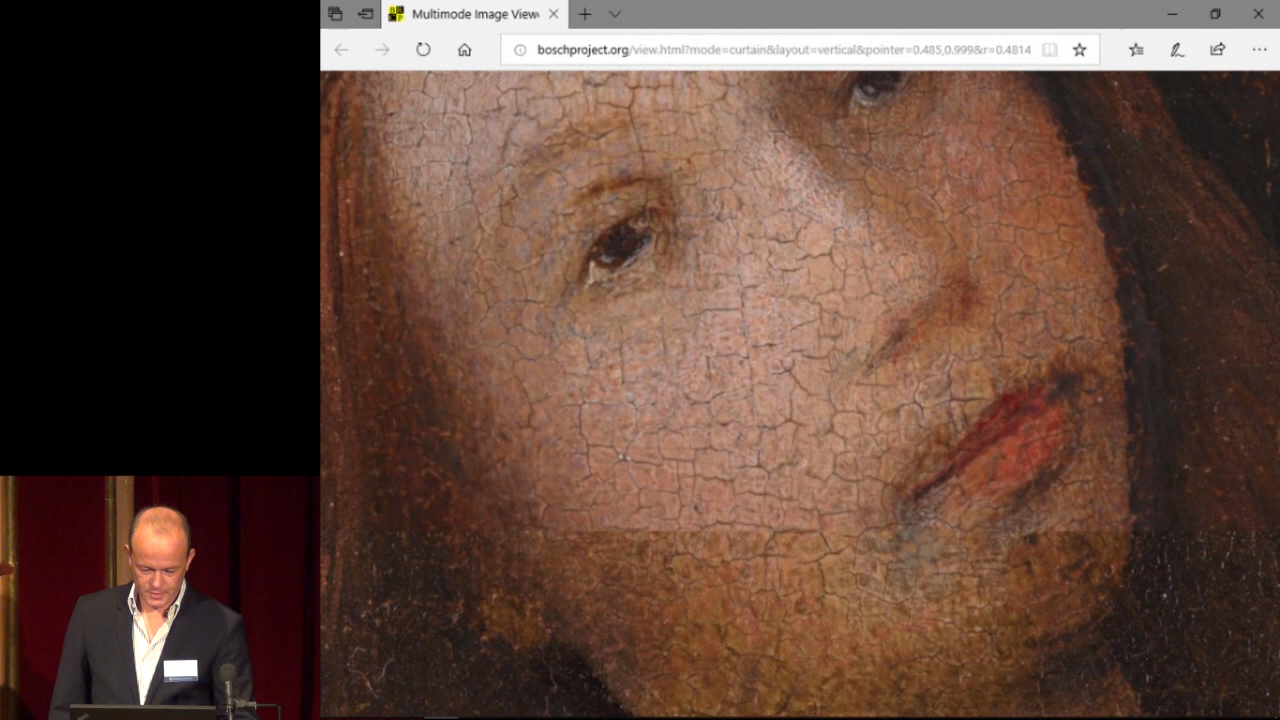 Multimode Image View
boschproject.org/view.html?mode=curtain&layout=vertical&pointer=0.485,0.999&r=0.4814